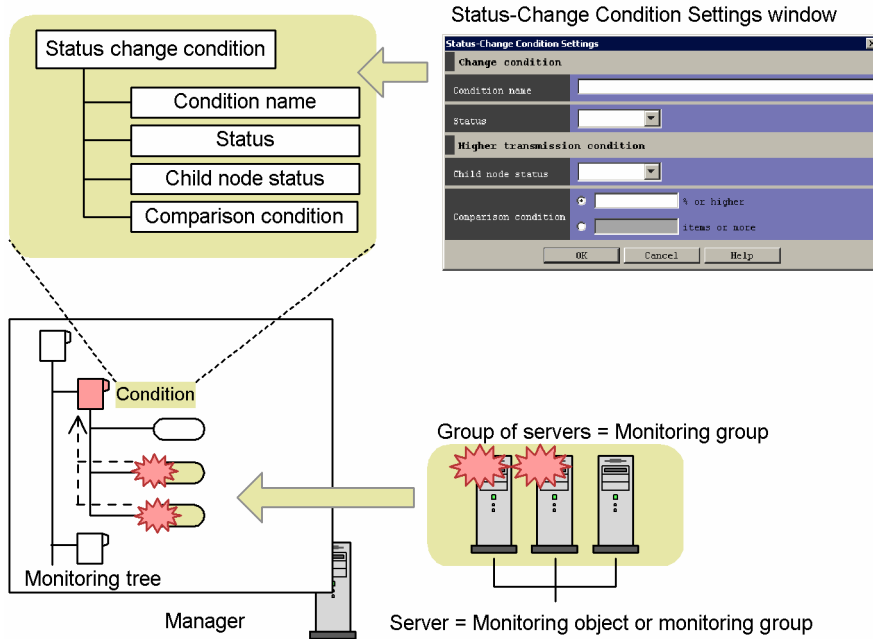 Status-Change Condition Settings window
Status change condition
Condition name
Status
Child node status
Comparison condition
Status-Change Condition Settings
Change condition
Condition name
Status
Higher transmission condition
Child node status
Comparison condition
% or higher
items or more
OK Cancel Help
Condition
Monitoring tree
Manager
Group of servers = Monitoring group
Server = Monitoring object or monitoring group